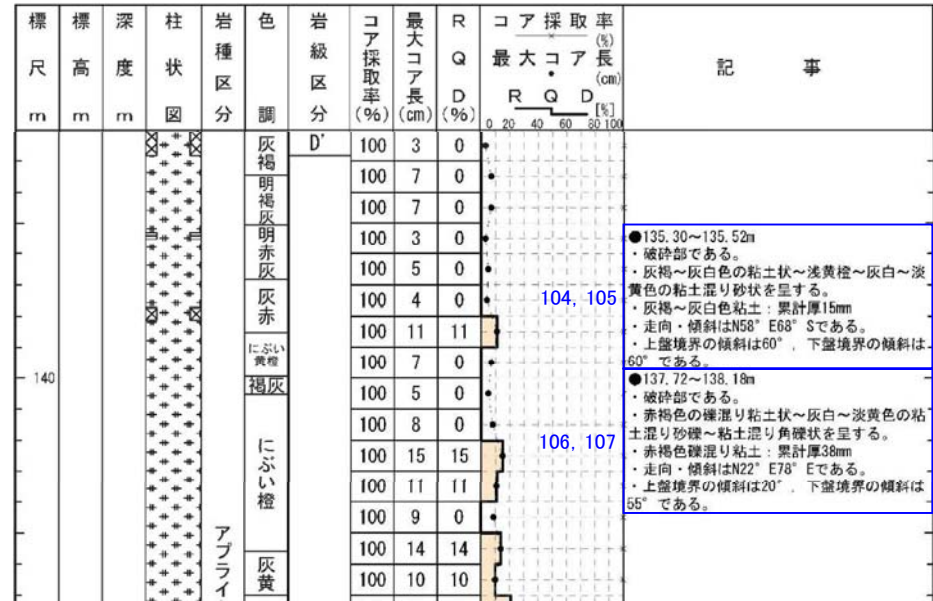 標尺m
標高m
深度m
柱状図
岩種区分
色調
岩級区分
コア採取率(%)
最大コア長(cm)
RQD(%)
コア採取率(%)
最大コア長(cm)
RQD[%]
0 20 40 60 80 100
記事
140
アプライ
灰褐
明褐灰
明赤灰
灰赤
にぶい黄橙
褐灰
にぶい橙
灰黄
D'
100 3 0
100 7 0
100 7 0
100 3 0
100 5 0
100 4 0
100 11 11
100 7 0
100 5 0
100 8 0
100 15 15
100 11 11
100 9 0
100 14 14
100 10 10
104, 105
●135.30～135.52m
・破砕部である。
・灰褐～灰白色の粘土状～浅黄橙～灰白～淡
黄色の粘土混り砂状を呈する。
・灰褐～灰白色粘土：累計厚15mm
・走向・傾斜はN58°E68°Sである。
・上盤境界の傾斜は60°，下盤境界の傾斜は
60°である。
106, 107
●137.72～138.18m
・破砕部である。
・赤褐色の礫混り粘土状～灰白～淡黄色の粘
土混り砂礫～粘土混り角礫状を呈する。
・赤褐色礫混り粘土：累計厚38mm
・走向・傾斜はN22°E78°Eである。
・上盤境界の傾斜は20°，下盤境界の傾斜は
55°である。